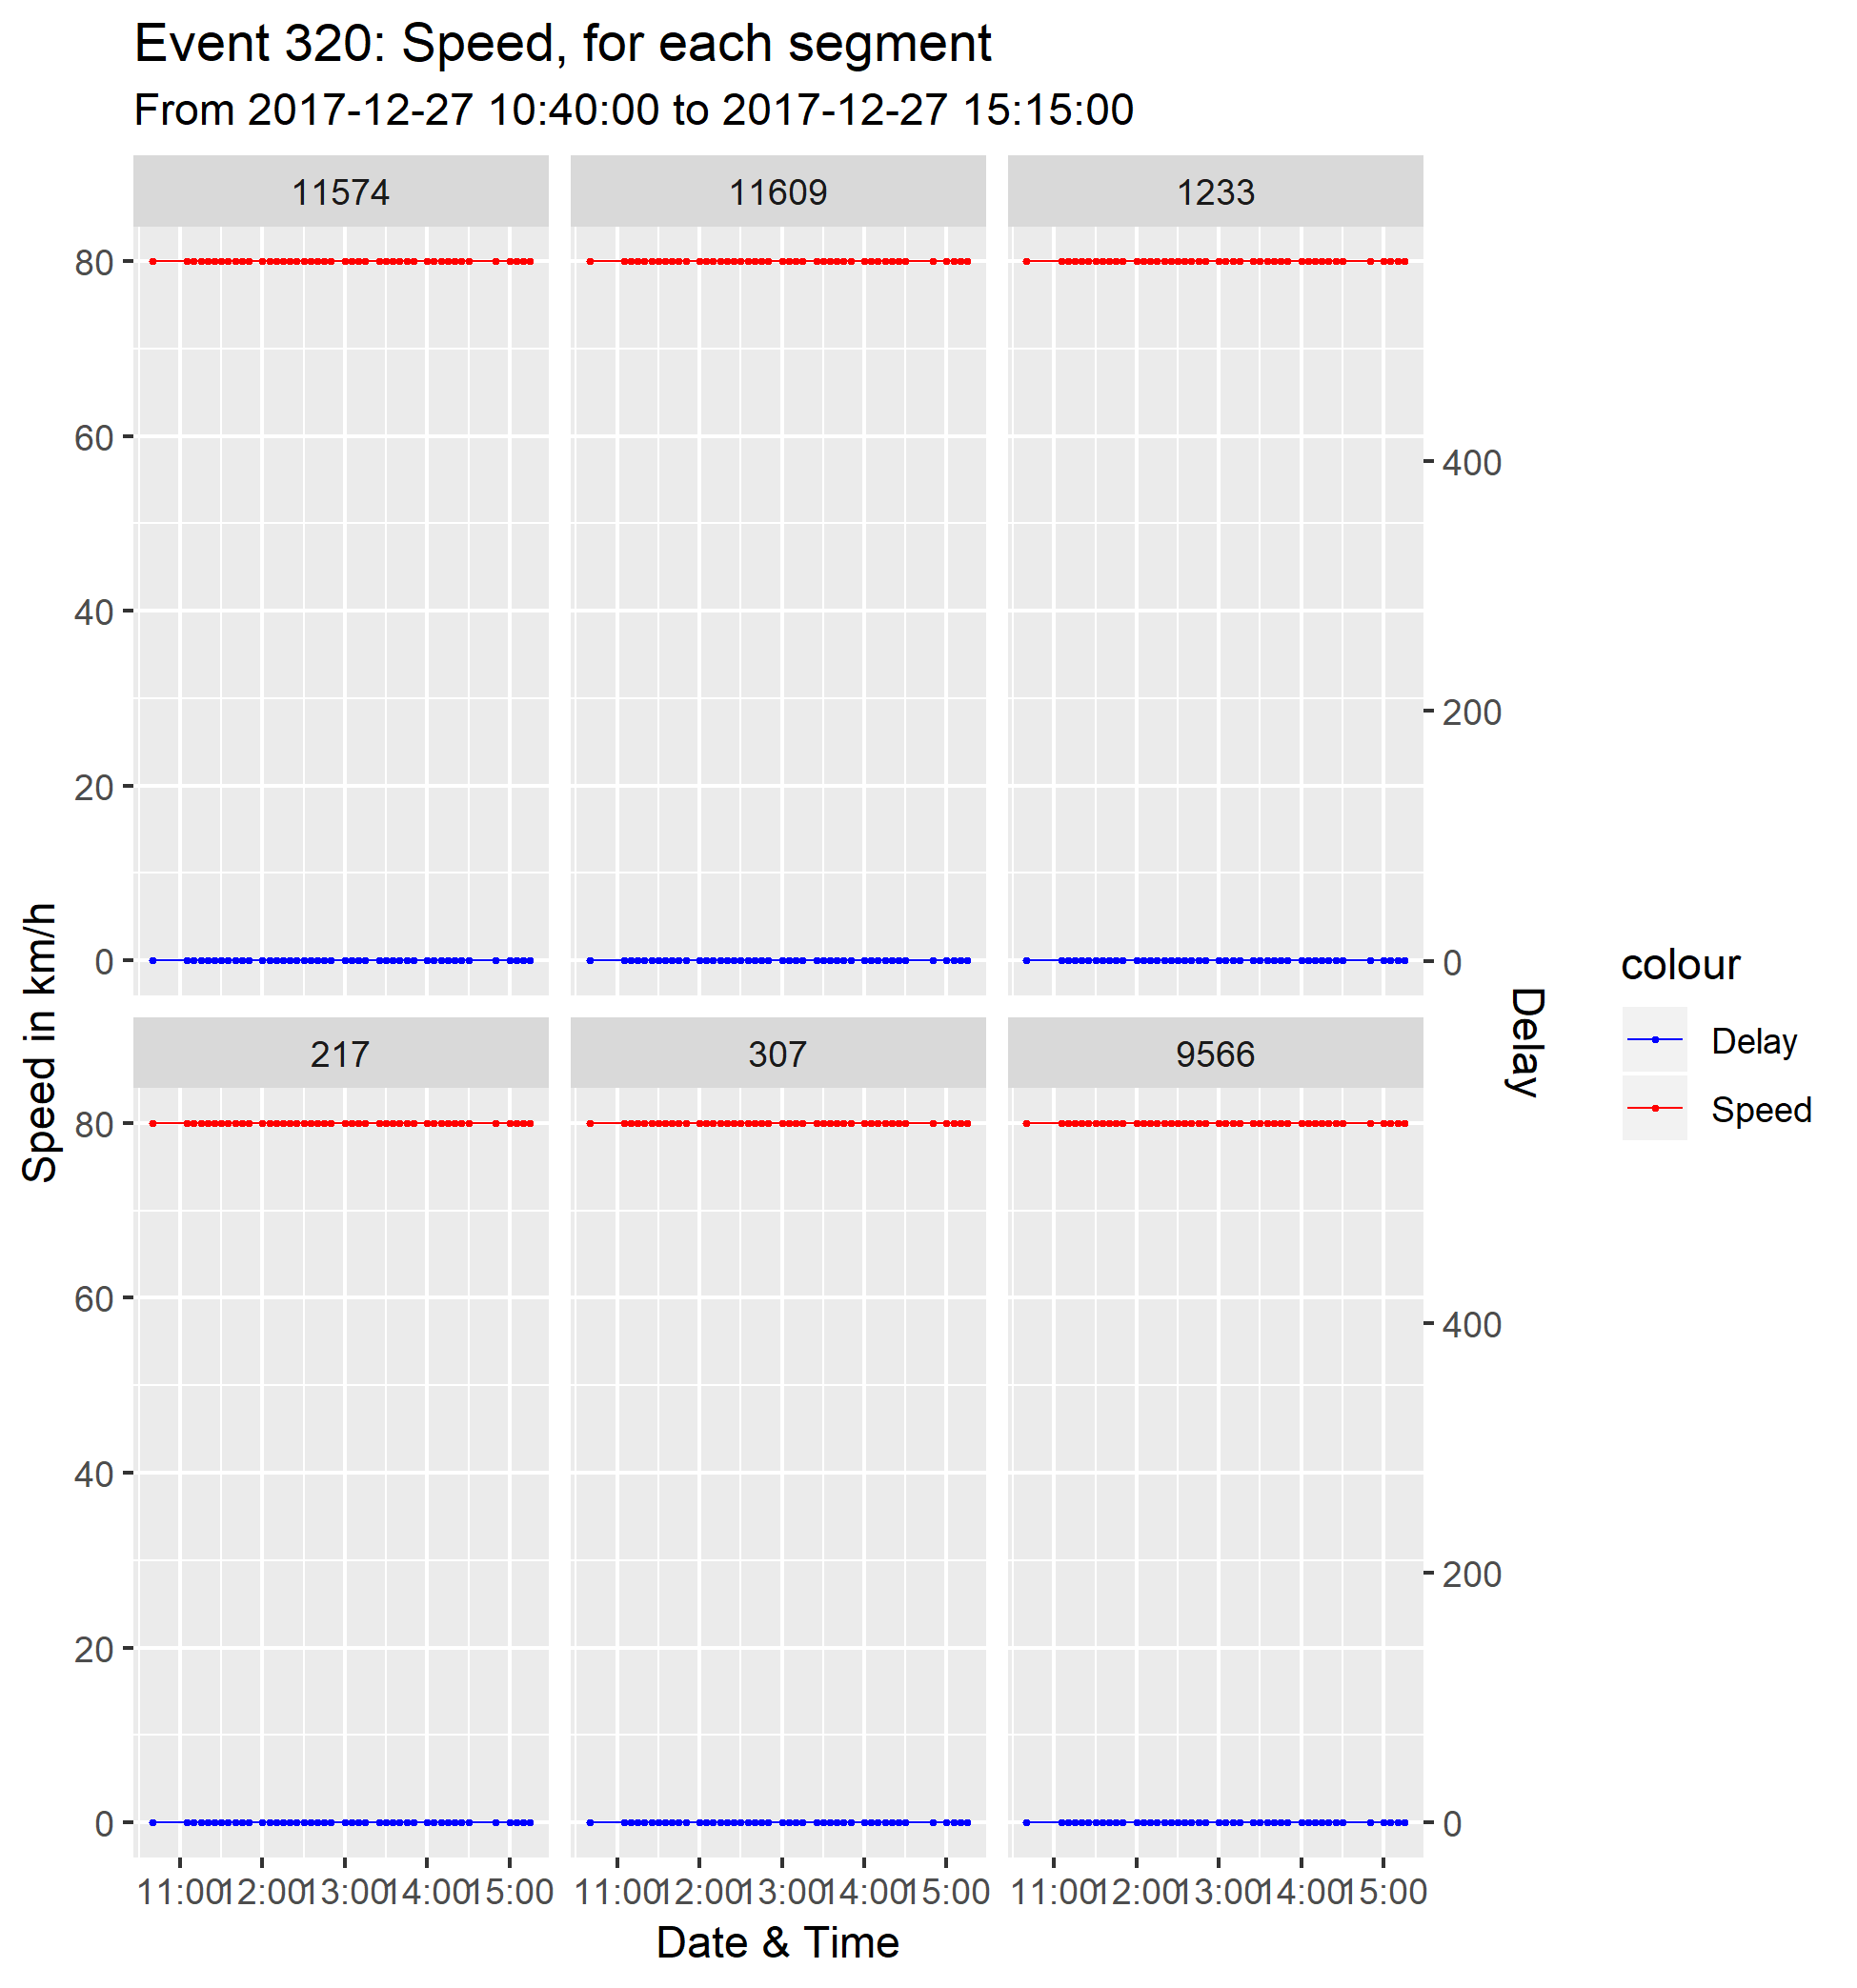 Event 320: Speed, for each segment
From 2017-12-27 10:40:00 to 2017-12-27 15:15:00
11574 11609 1233
80
60
40
20
0
400
200
0
Speed in km/h
Delay
217 307 9566
80
60
40
20
0
400
200
0
11:00 12:00 13:00 14:00 15:00 11:00 12:00 13:00 14:00 15:00 11:00 12:00 13:00 14:00 15:00
Date & Time
colour
Delay
Speed